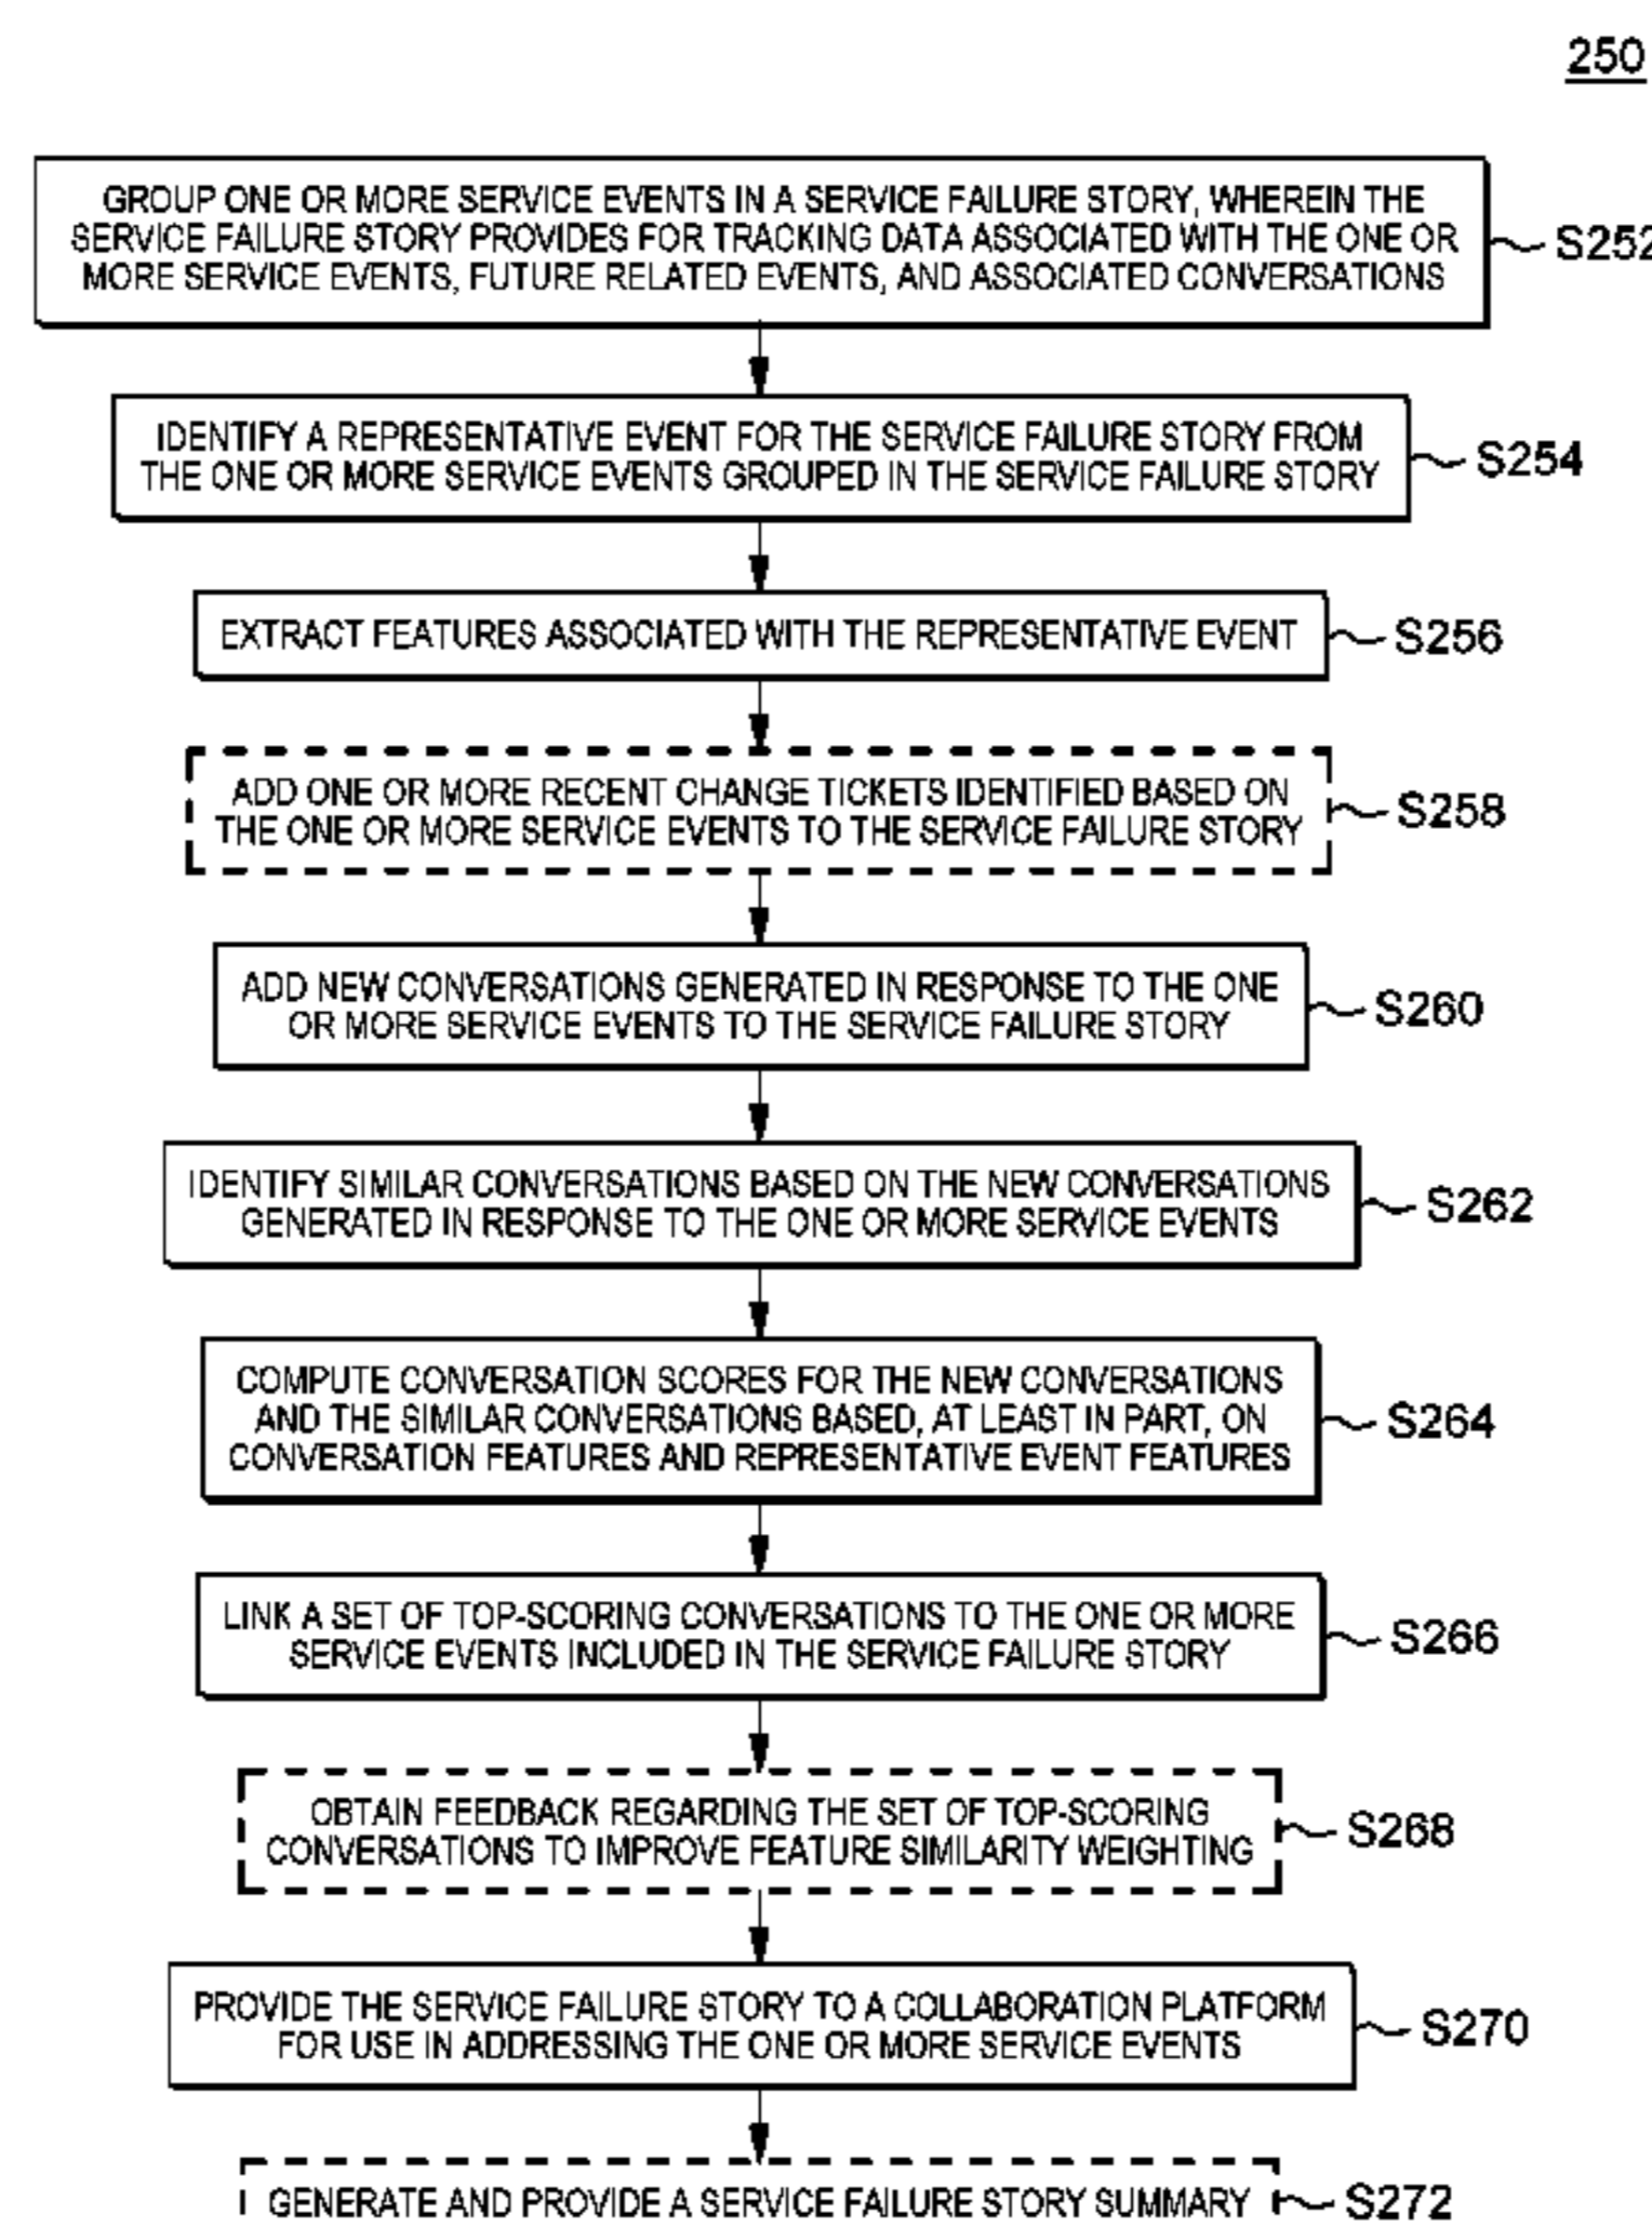 250
GROUP ONE OR MORE SERVICE EVENTS IN A SERVICE FAILURE STORY, WHEREIN THE
SERVICE FAILURE STORY PROVIDES FOR TRACKING DATA ASSOCIATED WITH THE ONE OR
MORE SERVICE EVENTS, FUTURE RELATED EVENTS, AND ASSOCIATED CONVERSATIONS
S252
IDENTIFY A REPRESENTATIVE EVENT FOR THE SERVICE FAILURE STORY FROM
THE ONE OR MORE SERVICE EVENTS GROUPED IN THE SERVICE FAILURE STORY
S254
EXTRACT FEATURES ASSOCIATED WITH THE REPRESENTATIVE EVENT
S256
ADD ONE OR MORE RECENT CHANGE TICKETS IDENTIFIED BASED ON
THE ONE OR MORE SERVICE EVENTS TO THE SERVICE FAILURE STORY
S258
ADD NEW CONVERSATIONS GENERATED IN RESPONSE TO THE ONE
OR MORE SERVICE EVENTS TO THE SERVICE FAILURE STORY
S260
IDENTIFY SIMILAR CONVERSATIONS BASED ON THE NEW CONVERSATIONS
GENERATED IN RESPONSE TO THE ONE OR MORE SERVICE EVENTS
S262
COMPUTE CONVERSATION SCORES FOR THE NEW CONVERSATIONS
AND THE SIMILAR CONVERSATIONS BASED, AT LEAST IN PART, ON
CONVERSATION FEATURES AND REPRESENTATIVE EVENT FEATURES
S264
LINK A SET OF TOP-SCORING CONVERSATIONS TO THE ONE OR MORE
SERVICE EVENTS INCLUDED IN THE SERVICE FAILURE STORY
S266
OBTAIN FEEDBACK REGARDING THE SET OF TOP-SCORING
CONVERSATIONS TO IMPROVE FEATURE SIMILARITY WEIGHTING
S268
PROVIDE THE SERVICE FAILURE STORY TO A COLLABORATION PLATFORM
FOR USE IN ADDRESSING THE ONE OR MORE SERVICE EVENTS
S270
GENERATE AND PROVIDE A SERVICE FAILURE STORY SUMMARY
S272